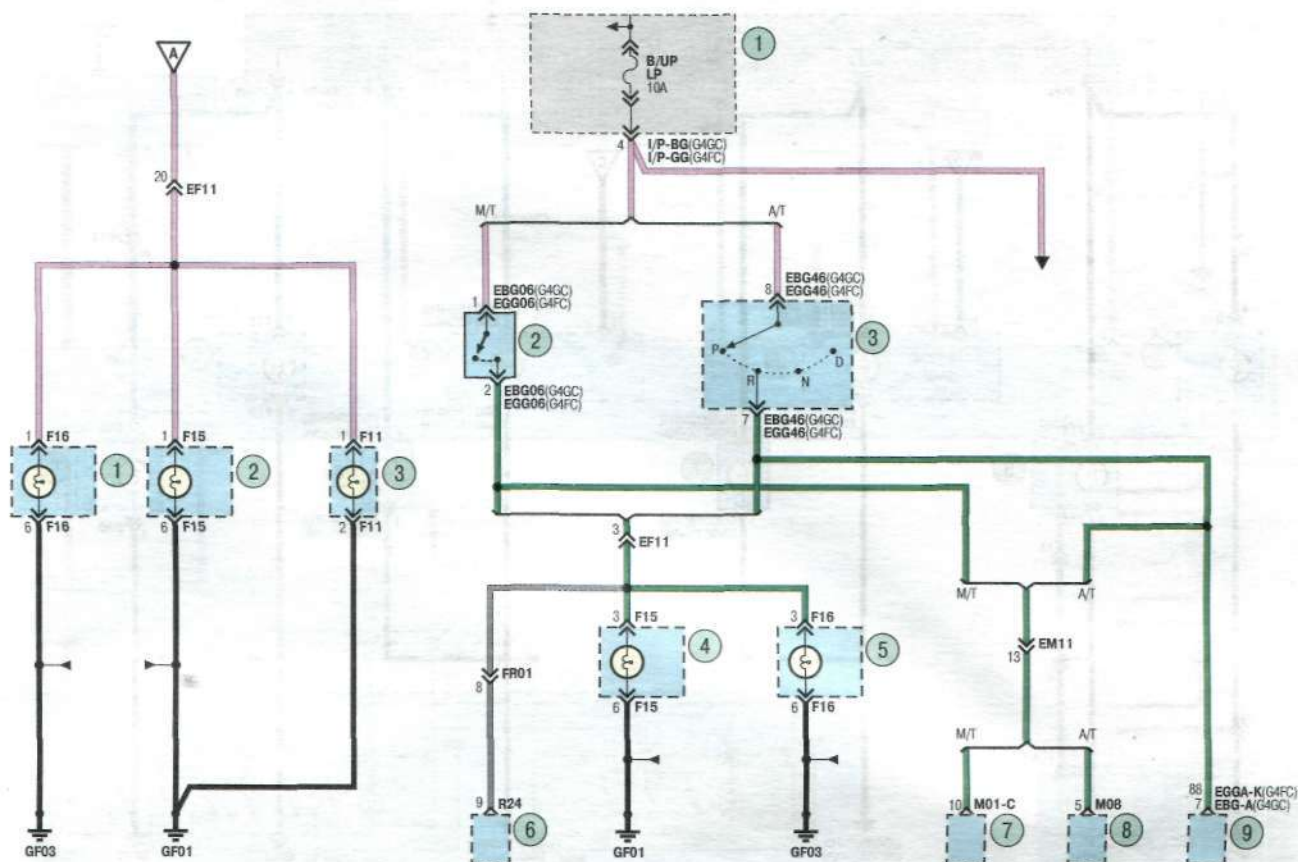 A
20
EF11
1 F16
6 F16
1
1 F15
6 F15
2
1 F11
2 F11
3
GF03
GF01
B/UP
LP
10A
1
4
I/P-BG(G4GC)
I/P-GG(G4FC)
M/T
A/T
1
EBG06(G4GC)
EGG06(G4FC)
2
2
EBG06(G4GC)
EGG06(G4FC)
8
EBG46(G4GC)
EGG46(G4FC)
P
R
N
D
3
7
EBG46(G4GC)
EGG46(G4FC)
3
EF11
FR01
8
3 F15
6 F15
4
3 F16
6 F16
5
9 R24
6
GF01
GF03
M/T
A/T
EM11
13
M/T
A/T
10 M01-C
7
5 M08
8
88 EGGA-K(G4FC)
7 EBG-A(G4GC)
9